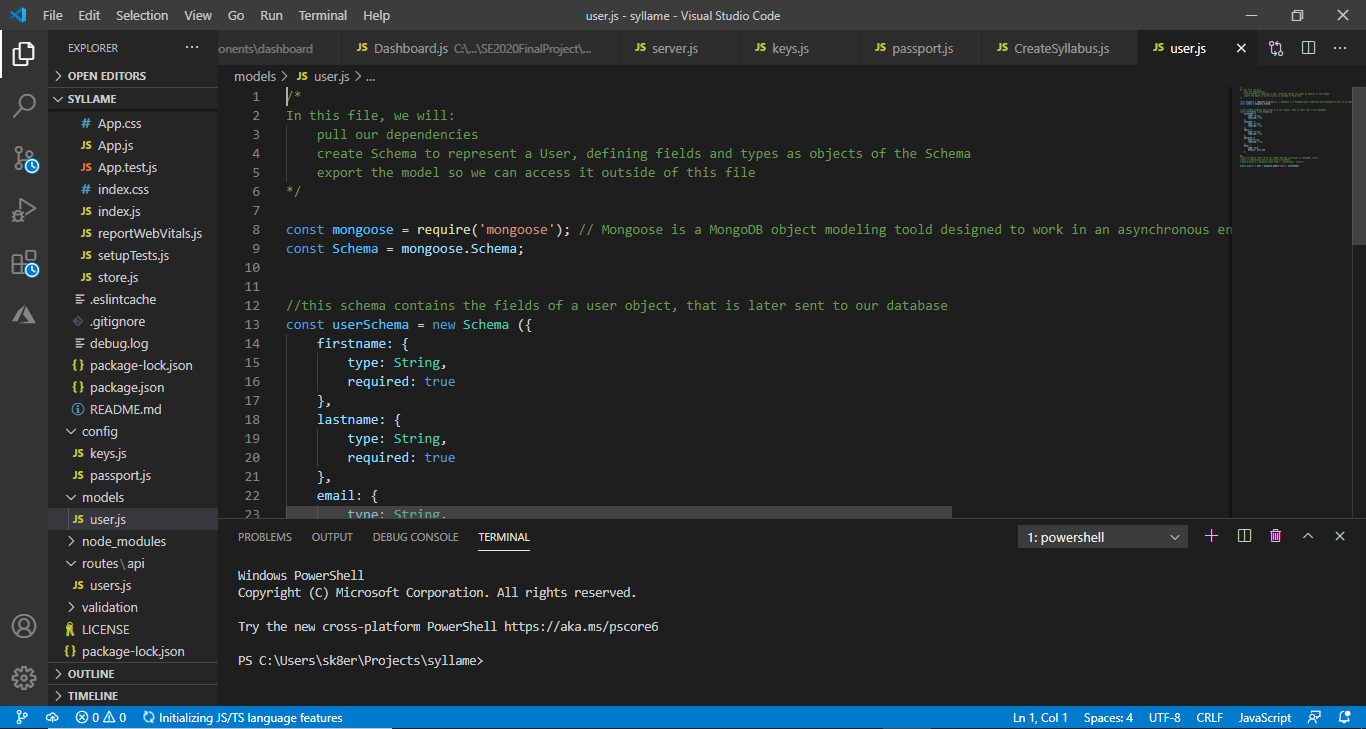 File Edit Selection View Go Run Terminal Help
user.js - syllame - Visual Studio Code
EXPLORER
OPEN EDITORS
SYLLAME
# App.css
JS App.js
JS App.test.js
# index.css
JS index.js
JS reportWebVitals.js
JS setupTests.js
JS store.js
.eslintcache
.gitignore
debug.log
{} package-lock.json
{} package.json
README.md
config
JS keys.js
JS passport.js
models
JS user.js
node_modules
routes\api
JS users.js
validation
LICENSE
{} package-lock.json
OUTLINE
TIMELINE
onents\dashboard
JS Dashboard.js C:\...\SE2020FinalProject\...
JS server.js
JS keys.js
JS passport.js
JS CreateSyllabus.js
JS user.js
models > JS user.js > ...
1 /*
2 In this file, we will:
3 pull our dependencies
4 create Schema to represent a User, defining fields and types as objects of the Schema
5 export the model so we can access it outside of this file
6 */
7
8 const mongoose = require('mongoose'); // Mongoose is a MongoDB object modeling toold designed to work in an asynchronous en
9 const Schema = mongoose.Schema;
10
11
12 //this schema contains the fields of a user object, that is later sent to our database
13 const userSchema = new Schema ({
14 firstname: {
15 type: String,
16 required: true
17 },
18 lastname: {
19 type: String,
20 required: true
21 },
22 email: {
23 type: String,
PROBLEMS OUTPUT DEBUG CONSOLE TERMINAL
1: powershell
Windows PowerShell
Copyright (C) Microsoft Corporation. All rights reserved.
Try the new cross-platform PowerShell https://aka.ms/pscore6
PS C:\Users\sk8er\Projects\syllame>
0 0 Initializing JS/TS language features
Ln 1, Col 1 Spaces: 4 UTF-8 CRLF JavaScript